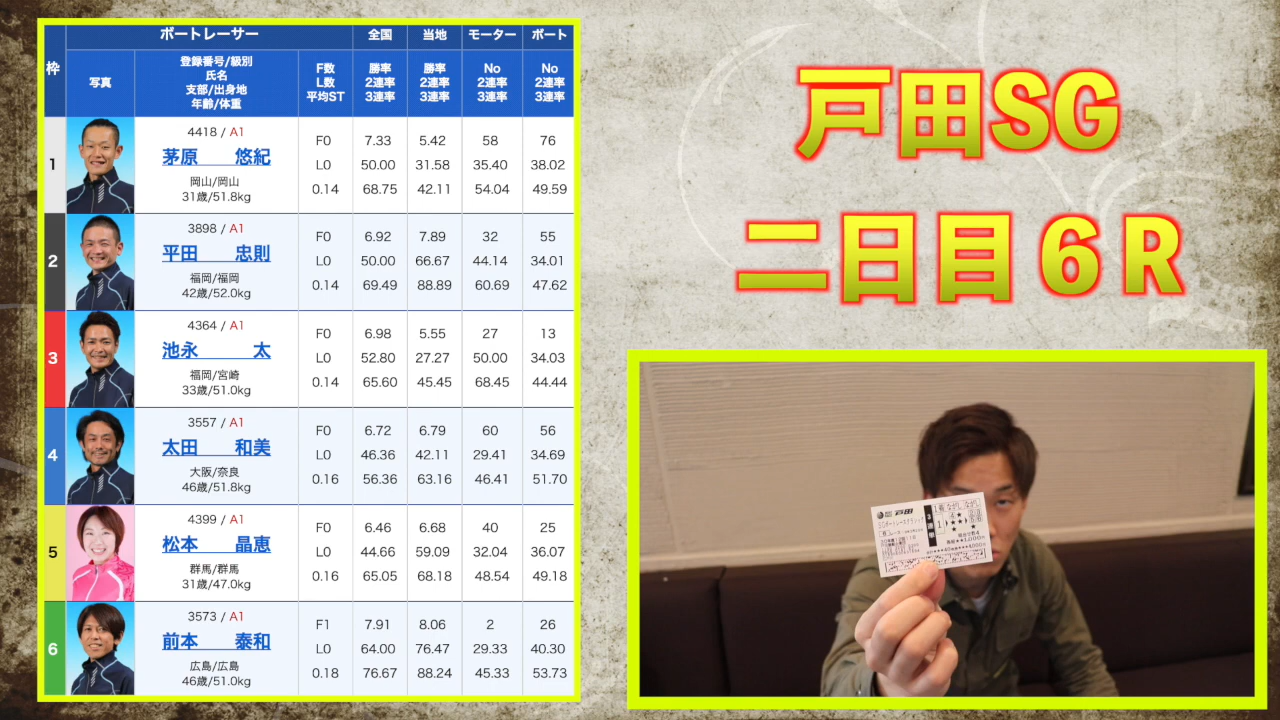 ボートレーサー 全国 当地 モーター ボート
枠 写真 登録番号/級別 氏名 支部/出身地 年齢/体重 F数 L数 平均ST 勝率 2連率 3連率 勝率 2連率 3連率 No 2連率 3連率 No 2連率 3連率
1
4418 / A1
茅原 悠紀
岡山/岡山
31歳/51.8kg
F0 7.33 5.42 58 76
L0 50.00 31.58 35.40 38.02
0.14 68.75 42.11 54.04 49.59
2
3898 / A1
平田 忠則
福岡/福岡
42歳/52.0kg
F0 6.92 7.89 32 55
L0 50.00 66.67 44.14 34.01
0.14 69.49 88.89 60.69 47.62
3
4364 / A1
池永 太
福岡/宮崎
33歳/51.0kg
F0 6.98 5.55 27 13
L0 52.80 27.27 50.00 34.03
0.14 65.60 45.45 68.45 44.44
4
3557 / A1
太田 和美
大阪/奈良
46歳/51.8kg
F0 6.72 6.79 60 56
L0 46.36 42.11 29.41 34.69
0.16 56.36 63.16 46.41 51.70
5
4399 / A1
松本 晶恵
群馬/群馬
31歳/47.0kg
F0 6.46 6.68 40 25
L0 44.66 59.09 32.04 36.07
0.16 65.05 68.18 48.54 49.18
6
3573 / A1
前本 泰和
広島/広島
46歳/51.0kg
F1 7.91 8.06 2 26
L0 64.00 76.47 29.33 40.30
0.18 76.67 88.24 45.33 53.73
戸田SG
二日目６R
戸田
3連単